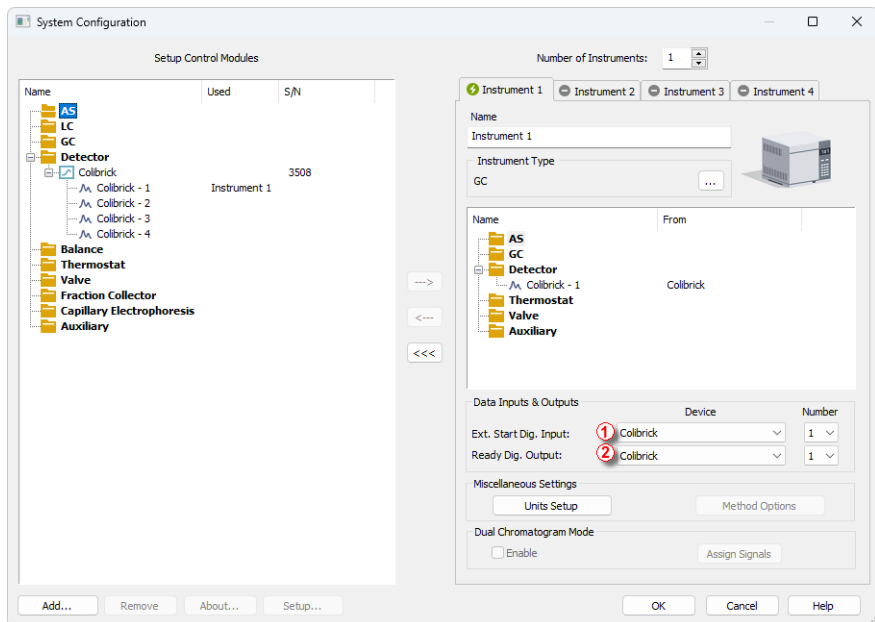 System Configuration
Setup Control Modules
Number of Instruments: 1
Name Used S/N
AS
LC
GC
Detector
Colibrick 3508
Colibrick - 1 Instrument 1
Colibrick - 2
Colibrick - 3
Colibrick - 4
Balance
Thermostat
Valve
Fraction Collector
Capillary Electrophoresis
Auxiliary
--->
<---
<<<
Instrument 1 Instrument 2 Instrument 3 Instrument 4
Name
Instrument 1
Instrument Type
GC ...
Name From
AS
GC
Detector
Colibrick - 1 Colibrick
Thermostat
Valve
Auxiliary
Data Inputs & Outputs
Device Number
Ext. Start Dig. Input: 1 Colibrick 1
Ready Dig. Output: 2 Colibrick 1
Miscellaneous Settings
Units Setup Method Options
Dual Chromatogram Mode
Enable Assign Signals
Add... Remove About... Setup... OK Cancel Help